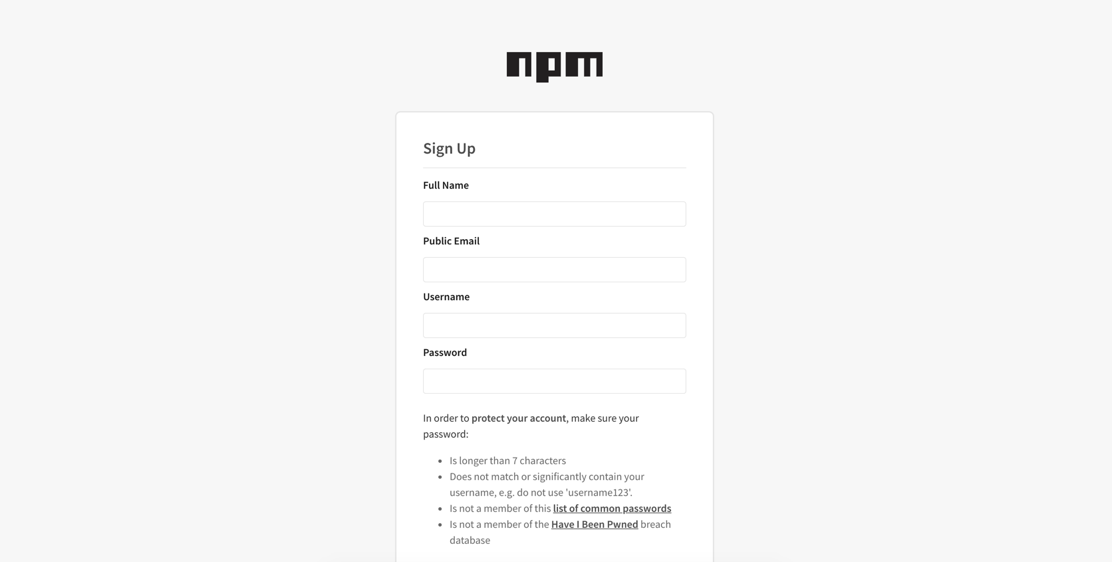 npm
Sign Up
Full Name
Public Email
Username
Password
In order to protect your account, make sure your
password:
• Is longer than 7 characters
• Does not match or significantly contain your
username, e.g. do not use 'username123'.
• Is not a member of this list of common passwords
• Is not a member of the Have I Been Pwned breach
database